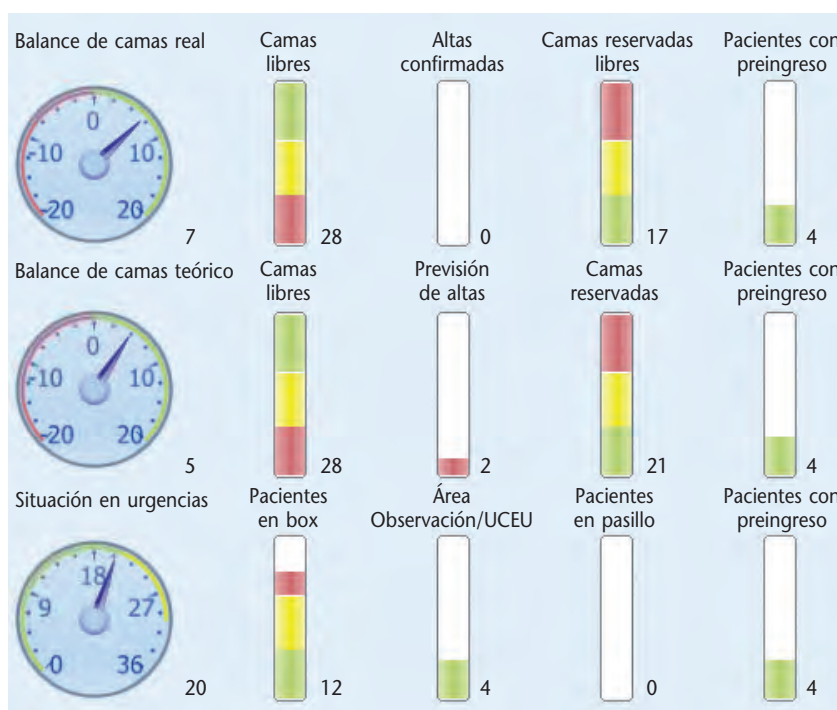 Balance de camas real
Camas
libres
Altas
confirmadas
Camas reservadas
libres
Pacientes con
preingreso
0
-10
10
-20
20
7
28
0
17
4
Balance de camas teórico
Camas
libres
Previsión
de altas
Camas
reservadas
Pacientes con
preingreso
0
-10
10
-20
20
5
28
2
21
4
Situación en urgencias
Pacientes
en box
Área
Observación/UCEU
Pacientes
en pasillo
Pacientes con
preingreso
18
9
27
0
36
20
12
4
0
4